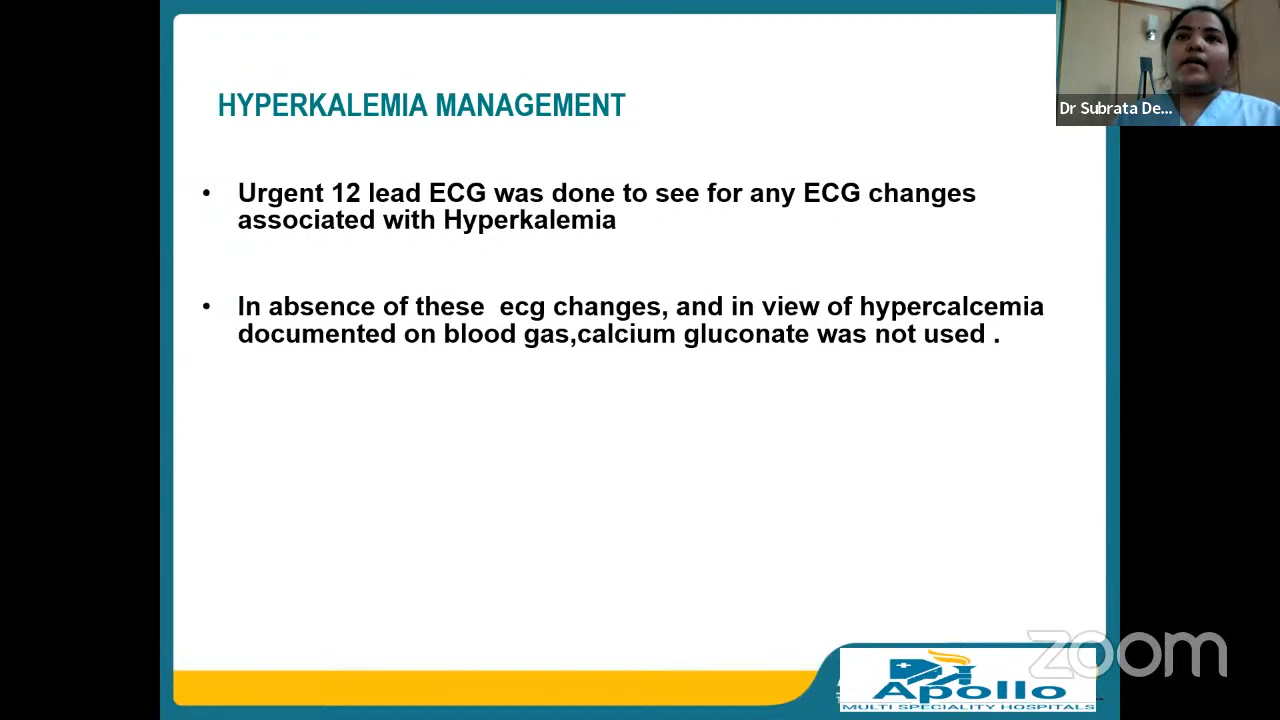 HYPERKALEMIA MANAGEMENT
Dr Subrata De...
• Urgent 12 lead ECG was done to see for any ECG changes
associated with Hyperkalemia
• In absence of these  ecg changes, and in view of hypercalcemia
documented on blood gas,calcium gluconate was not used .
zoom
Apollo
MULTI SPECIALITY HOSPITALS